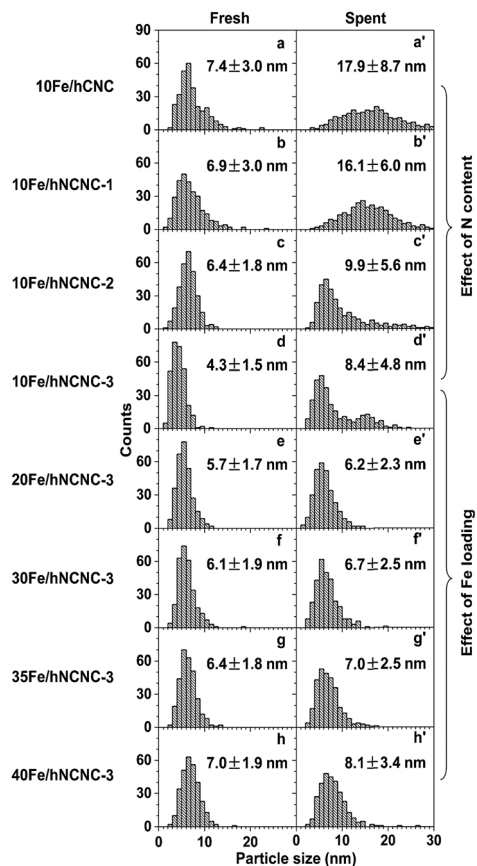 Fresh Spent
90 a a'
10Fe/hCNC 60 7.4±3.0 nm 17.9±8.7 nm
30
0
b b'
10Fe/hNCNC-1 60 6.9±3.0 nm 16.1±6.0 nm
30
0
c c'
10Fe/hNCNC-2 60 6.4±1.8 nm 9.9±5.6 nm
30
0
d d'
10Fe/hNCNC-3 60 4.3±1.5 nm 8.4±4.8 nm
30
0
e e'
20Fe/hNCNC-3 60 5.7±1.7 nm 6.2±2.3 nm
30
0
f f'
30Fe/hNCNC-3 60 6.1±1.9 nm 6.7±2.5 nm
30
0
g g'
35Fe/hNCNC-3 60 6.4±1.8 nm 7.0±2.5 nm
30
0
h h'
40Fe/hNCNC-3 60 7.0±1.9 nm 8.1±3.4 nm
30
0
0 10 20 0 10 20 30
Particle size (nm)
Counts
Effect of N content
Effect of Fe loading